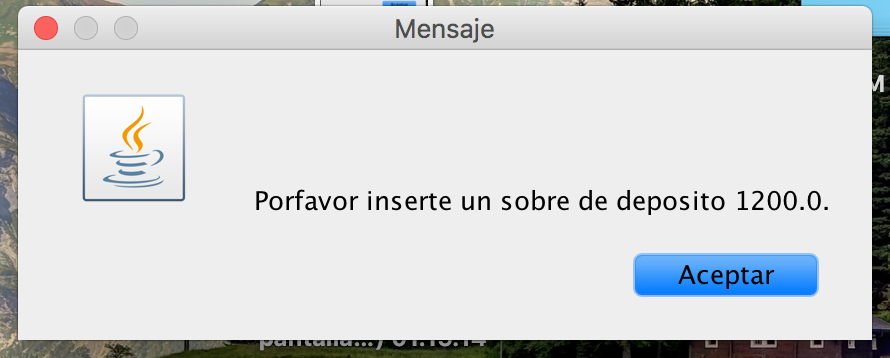 Mensaje
M
Porfavor inserte un sobre de deposito 1200.0.
Aceptar